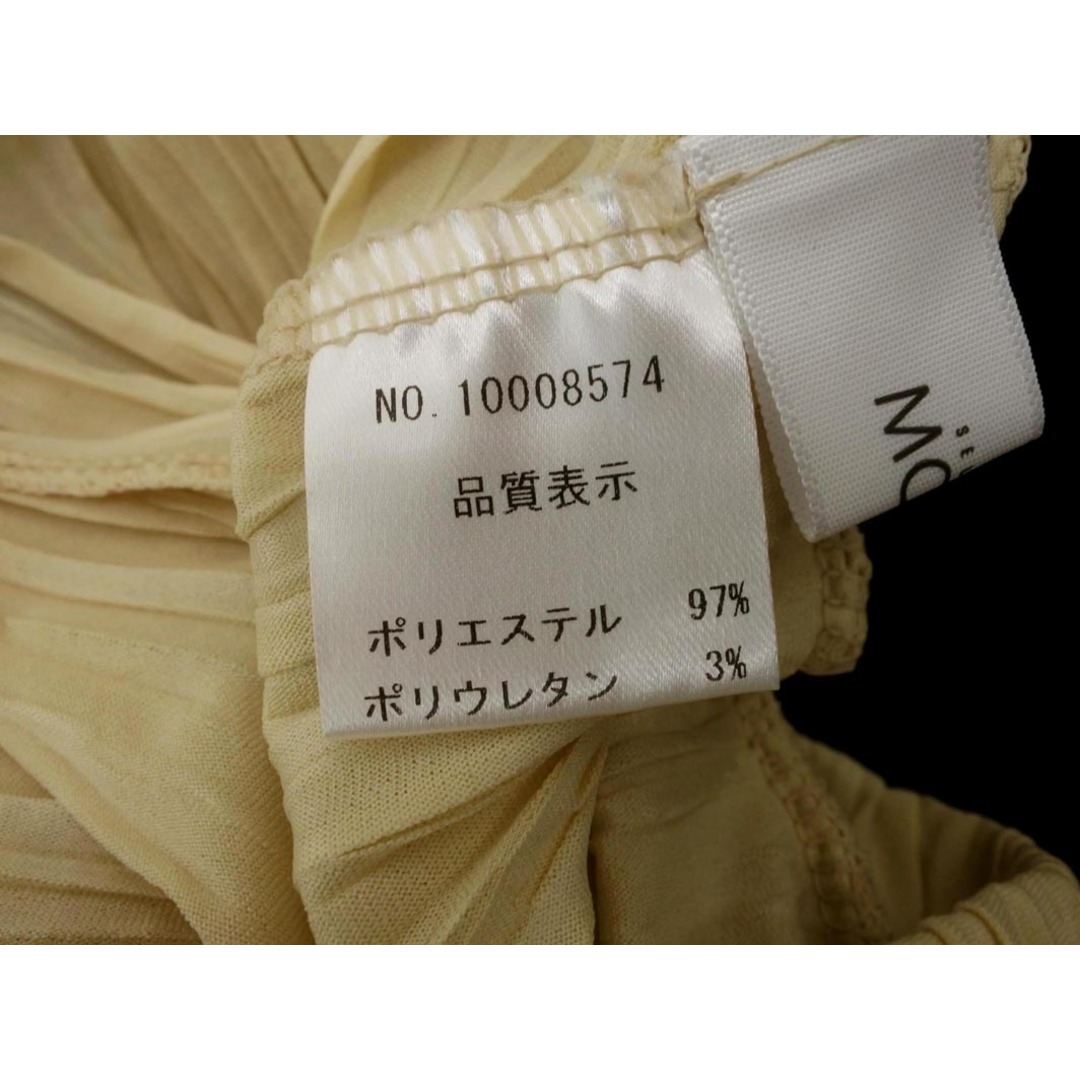 NO. 10008574
品質表示
ポリエステル 97%
ポリウレタン 3%